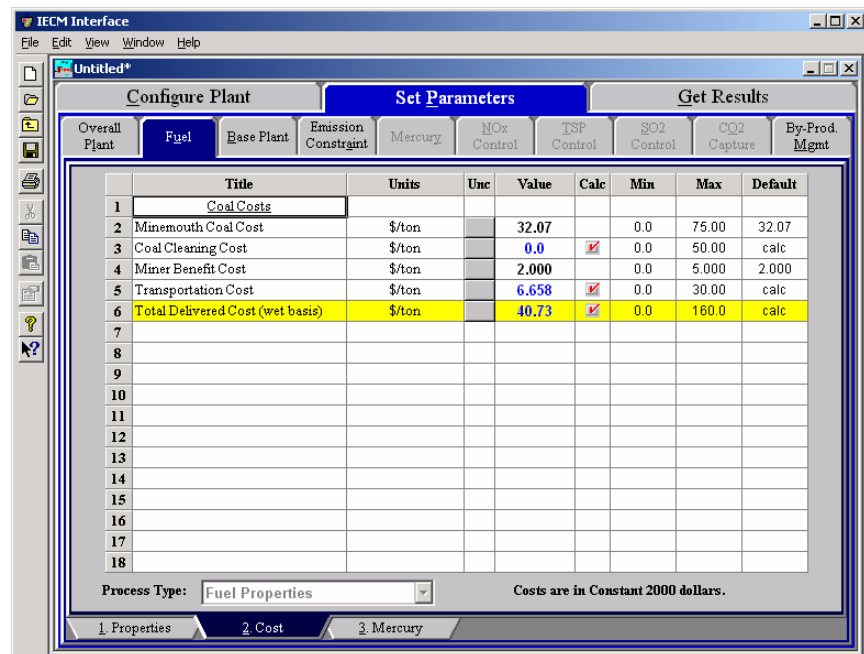 IECM Interface
File Edit View Window Help
Untitled*
Configure Plant Set Parameters Get Results
Overall Plant Fuel Base Plant Emission Constraint Mercury NOx Control TSP Control SO2 Control CO2 Capture By-Prod. Mgmt
Title Units Unc Value Calc Min Max Default
1 Coal Costs
2 Minemouth Coal Cost $/ton 32.07 0.0 75.00 32.07
3 Coal Cleaning Cost $/ton 0.0 0.0 50.00 calc
4 Miner Benefit Cost $/ton 2.000 0.0 5.000 2.000
5 Transportation Cost $/ton 6.658 0.0 30.00 calc
6 Total Delivered Cost (wet basis) $/ton 40.73 0.0 160.0 calc
7
8
9
10
11
12
13
14
15
16
17
18
Process Type: Fuel Properties Costs are in Constant 2000 dollars.
1. Properties 2. Cost 3. Mercury